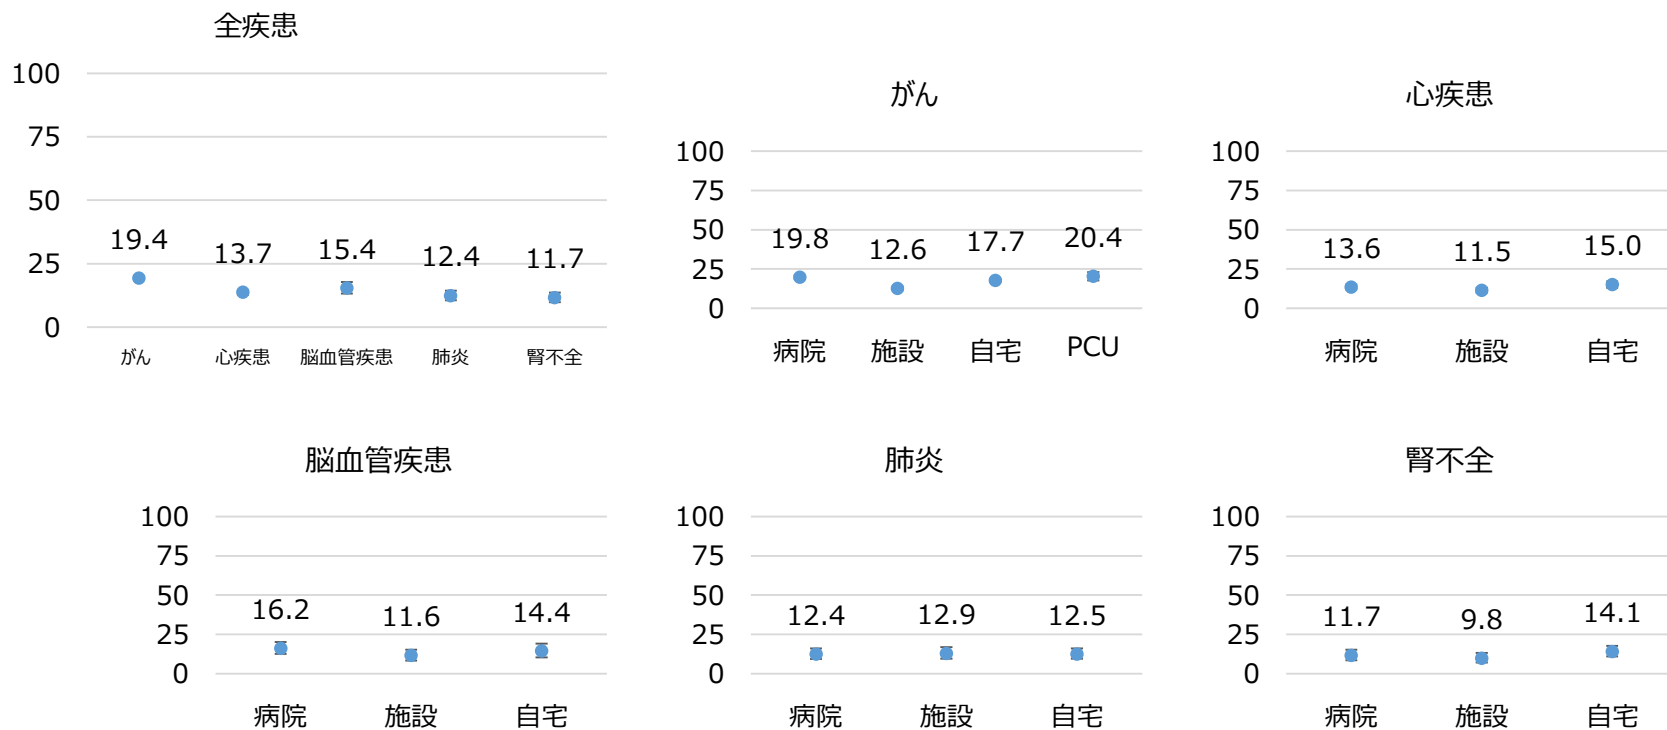 全疾患
100
75
50
25
0
19.4 13.7 15.4 12.4 11.7
がん 心疾患 脳血管疾患 肺炎 腎不全
がん
100
75
50
25
0
19.8 12.6 17.7 20.4
病院 施設 自宅 PCU
心疾患
100
75
50
25
0
13.6 11.5 15.0
病院 施設 自宅
脳血管疾患
100
75
50
25
0
16.2 11.6 14.4
病院 施設 自宅
肺炎
100
75
50
25
0
12.4 12.9 12.5
病院 施設 自宅
腎不全
100
75
50
25
0
11.7 9.8 14.1
病院 施設 自宅